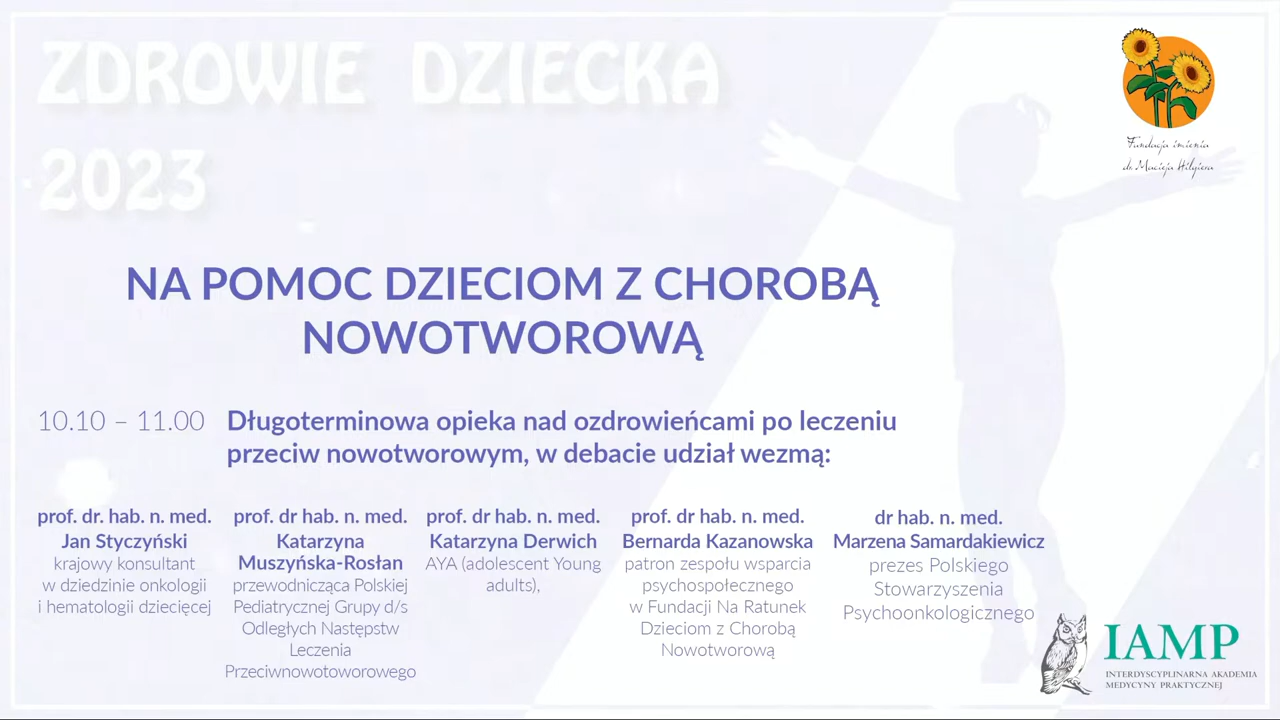 ZDROWIE DZIECKA
2023
Fundacja imienia
dr. Macieja Hilgiera
NA POMOC DZIECIOM Z CHOROBĄ
NOWOTWOROWĄ
10.10 – 11.00
Długoterminowa opieka nad ozdrowieńcami po leczeniu
przeciw nowotworowym, w debacie udział wezmą:
prof. dr. hab. n. med.
Jan Styczyński
krajowy konsultant
w dziedzinie onkologii
i hematologii dziecięcej
prof. dr hab. n. med.
Katarzyna
Muszyńska-Rosłan
przewodnicząca Polskiej
Pediatrycznej Grupy d/s
Odległych Następstw
Leczenia
Przeciwnowotoworowego
prof. dr hab. n. med.
Katarzyna Derwich
AYA (adolescent Young
adults),
prof. dr hab. n. med.
Bernarda Kazanowska
patron zespołu wsparcia
psychospołecznego
w Fundacji Na Ratunek
Dzieciom z Chorobą
Nowotworową
dr hab. n. med.
Marzena Samardakiewicz
prezes Polskiego
Stowarzyszenia
Psychoonkologicznego
IAMP
INTERDYSCYPLINARNA AKADEMIA
MEDYCYNY PRAKTYCZNEJ